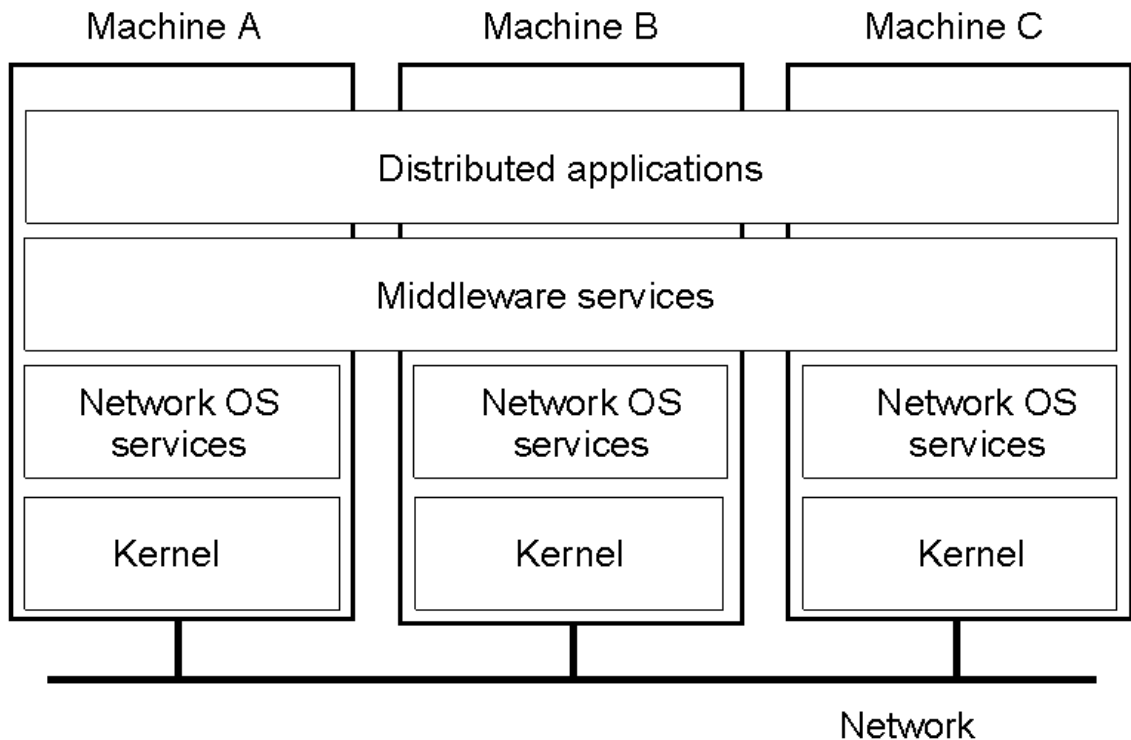 Machine A
Machine B
Machine C
Distributed applications
Middleware services
Network OS
services
Network OS
services
Network OS
services
Kernel
Kernel
Kernel
Network